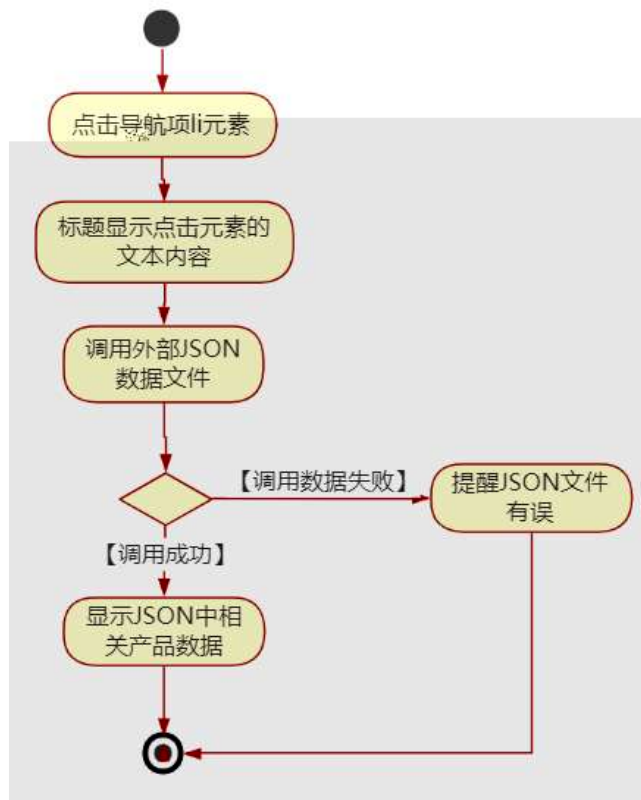 点击导航项li元素
标题显示点击元素的
文本内容
调用外部JSON
数据文件
【调用数据失败】
提醒JSON文件
有误
【调用成功】
显示JSON中相
关产品数据